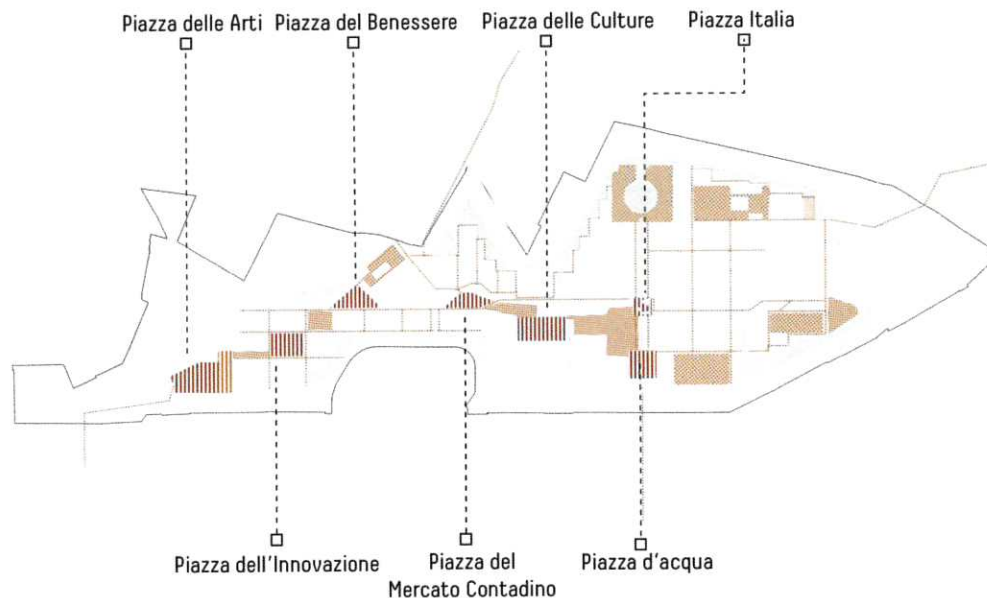 Piazza delle Arti
Piazza del Benessere
Piazza delle Culture
Piazza Italia
Piazza dell'Innovazione
Piazza del
Mercato Contadino
Piazza d'acqua